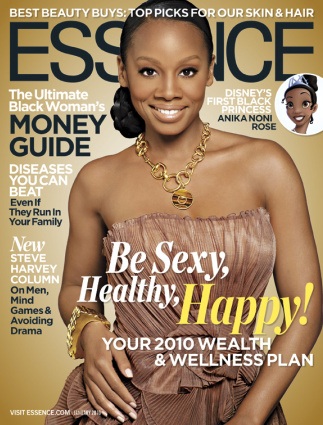 BEST BEAUTY BUYS: TOP PICKS FOR OUR SKIN & HAIR
ESSENCE
The Ultimate
Black Woman's
MONEY
GUIDE
DISEASES
YOU CAN
BEAT
Even If
They Run In
Your Family
New
STEVE
HARVEY
COLUMN
On Men,
Mind
Games &
Avoiding
Drama
DISNEY'S
FIRST BLACK
PRINCESS
ANIKA NONI
ROSE
Be Sexy,
Healthy,
Happy!
YOUR 2010 WEALTH
& WELLNESS PLAN
VISIT ESSENCE.COM JANUARY 2010